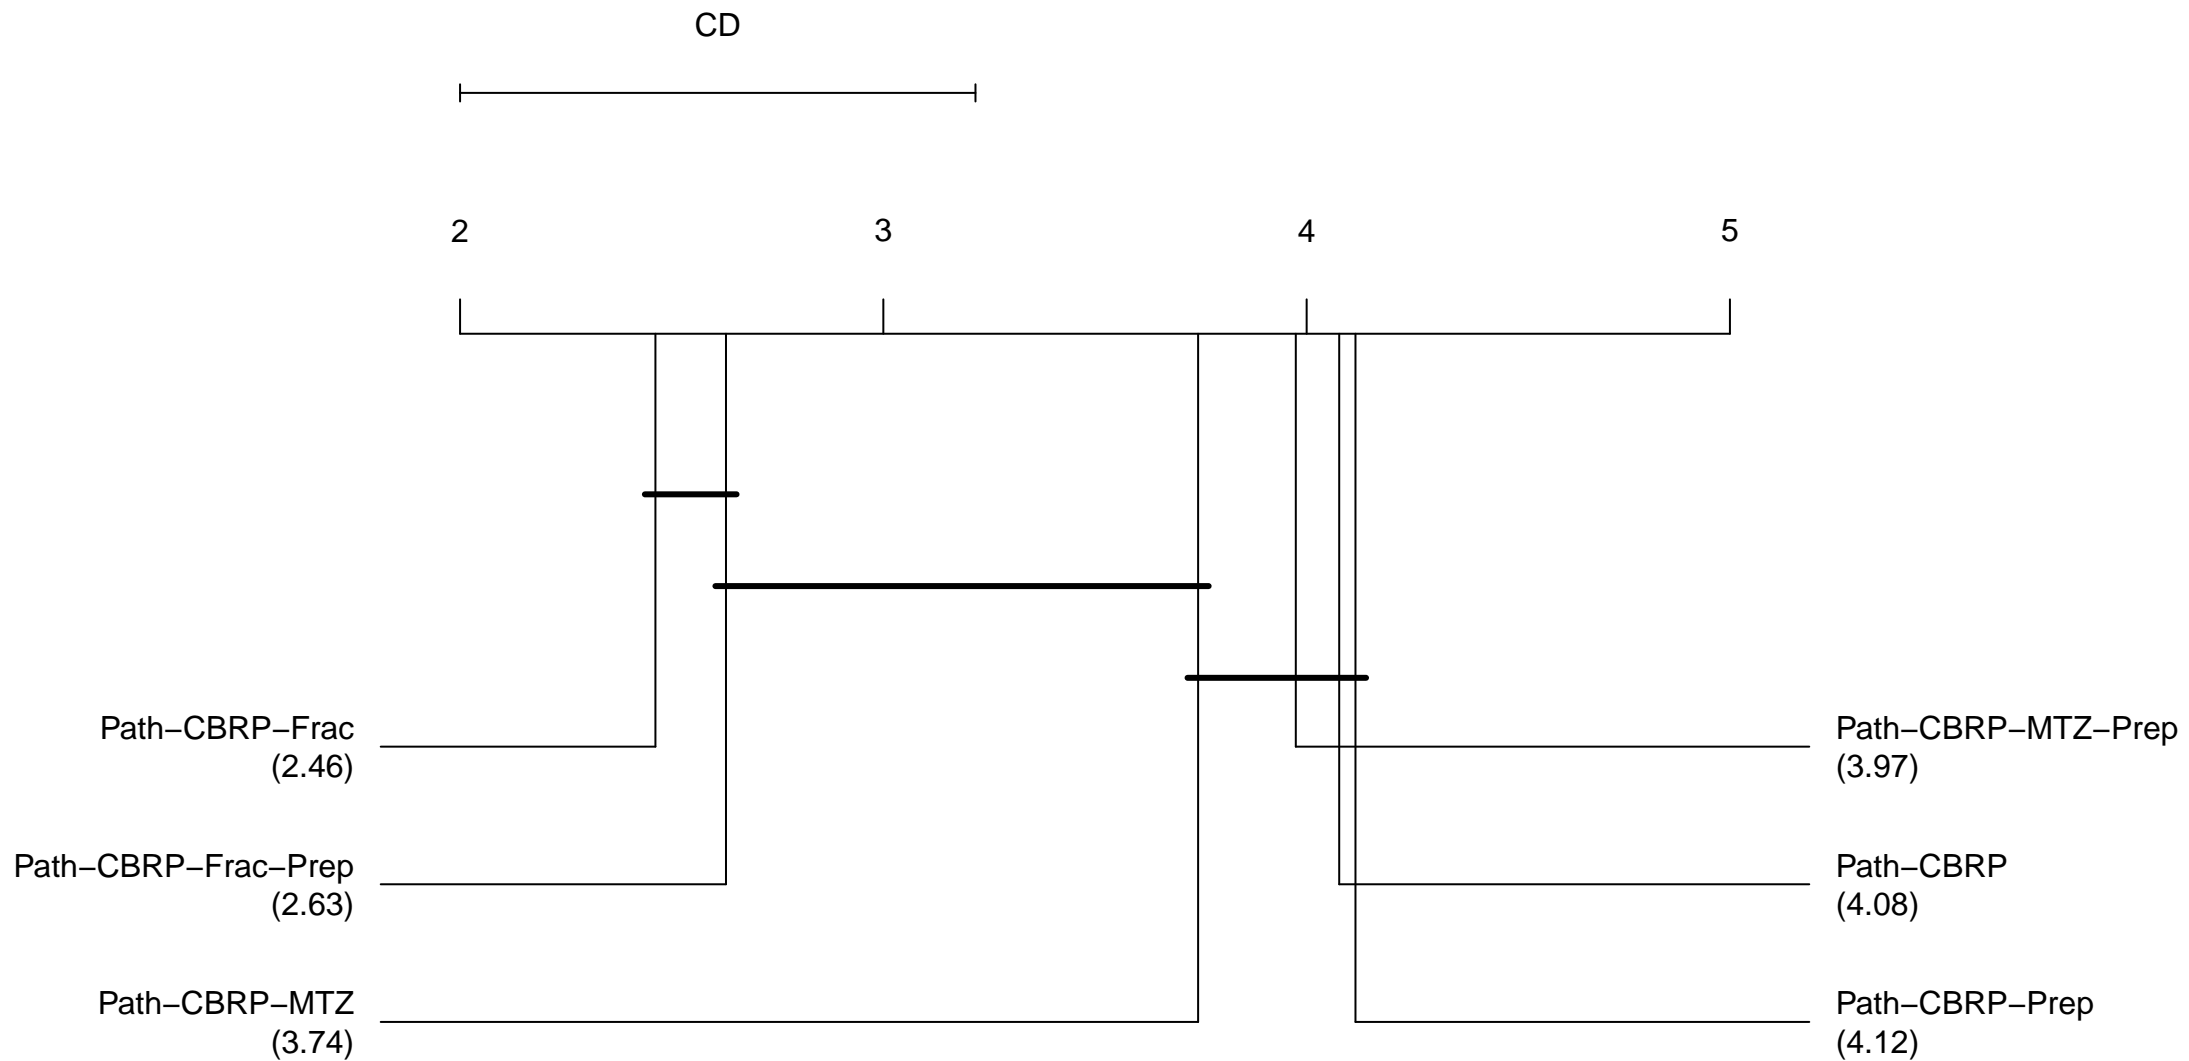 CD
2 3 4 5
Path−CBRP−Frac
(2.46)
Path−CBRP−Frac−Prep
(2.63)
Path−CBRP−MTZ
(3.74)
Path−CBRP−MTZ−Prep
(3.97)
Path−CBRP
(4.08)
Path−CBRP−Prep
(4.12)